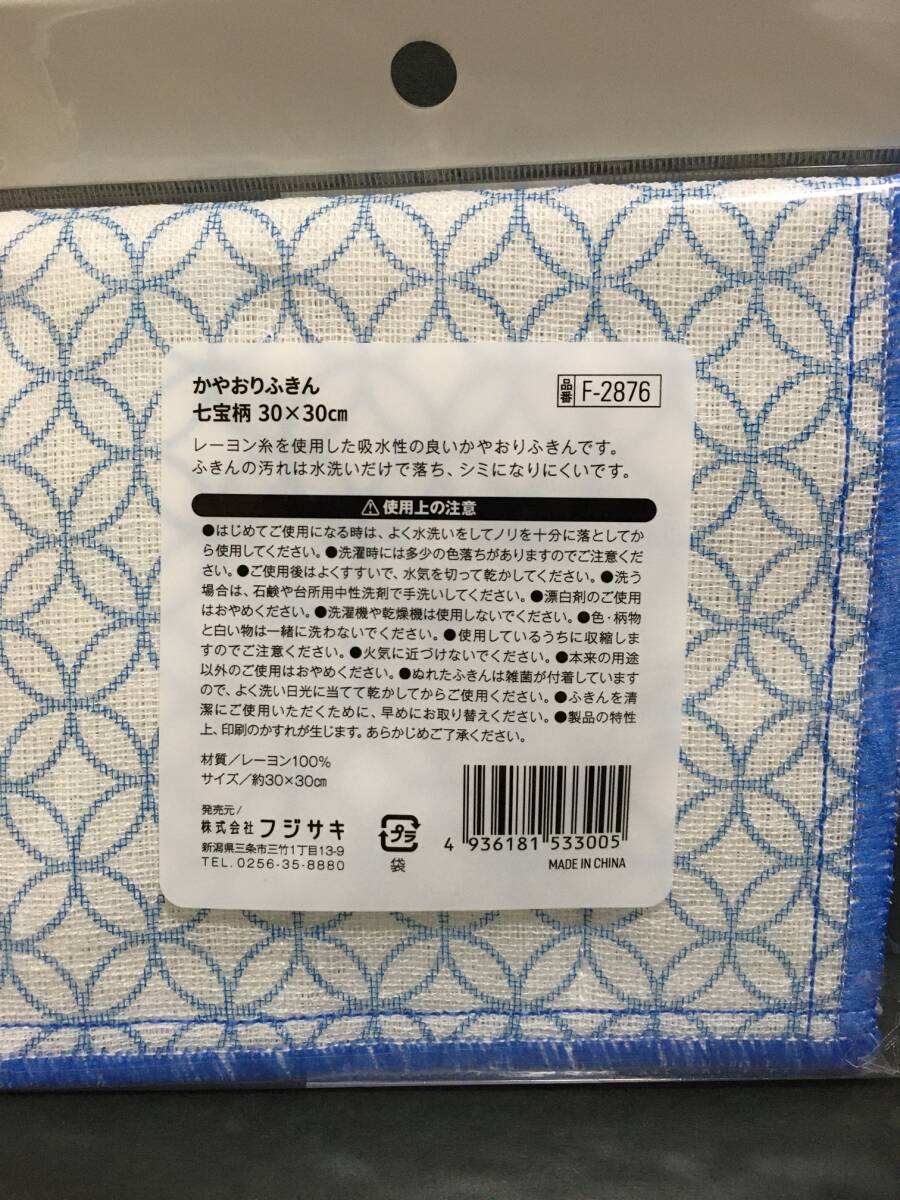 かやおりふきん
七宝柄 30×30㎝
品番 F-2876
レーヨン糸を使用した吸水性の良いかやおりふきんです。
ふきんの汚れは水洗いだけで落ち、シミになりにくいです。
⚠使用上の注意
●はじめてご使用になる時は、よく水洗いをしてノリを十分に落としてか
ら使用してください。●洗濯時には多少の色落ちがありますのでご注意くだ
さい。●ご使用後はよくすすいで、水気を切って乾かしてください。●洗う
場合は、石鹸や台所用中性洗剤で手洗いしてください。●漂白剤のご使用
はおやめください。●洗濯機や乾燥機は使用しないでください。●色・柄物
と白い物は一緒に洗わないでください。●使用しているうちに収縮しま
すのでご注意ください。●火気に近づけないでください。●本来の用途
以外のご使用はおやめください。●ぬれたふきんは雑菌が付着しています
ので、よく洗い日光に当てて乾かしてからご使用ください。●ふきんを清
潔にご使用いただくために、早めにお取り替えください。●製品の特性
上、印刷のかすれが生じます。あらかじめご了承ください。
材質/レーヨン100%
サイズ/約30×30㎝
発売元/
株式会社 フジサキ
新潟県三条市三竹1丁目13-9
TEL.0256-35-8880
プラ
袋
4 936181 533005
MADE IN CHINA